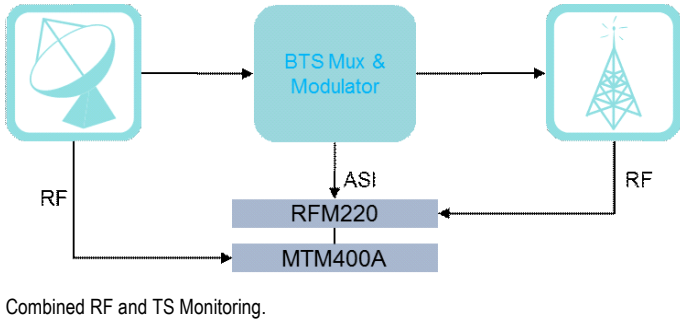 BTS Mux &
Modulator
RF
ASI
RF
RFM220
MTM400A
Combined RF and TS Monitoring.